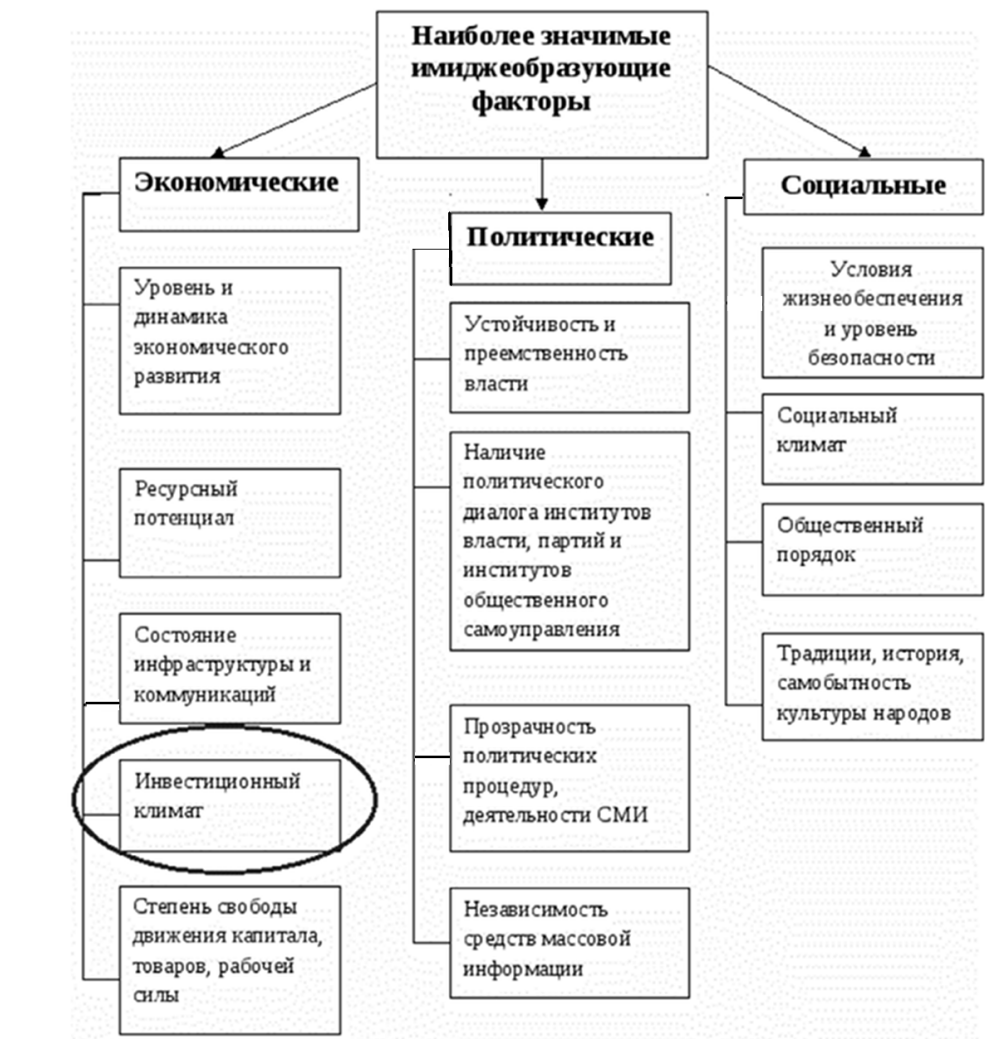 Наиболее значимые
имиджеобразующие
факторы
Экономические
Уровень и
динамика
экономического
развития
Ресурсный
потенциал
Состояние
инфраструктуры и
коммуникаций
Инвестиционный
климат
Степень свободы
движения капитала,
товаров, рабочей
силы
Политические
Устойчивость и
преемственность
власти
Наличие
политического
диалога институтов
власти, партий и
институтов
общественного
самоуправления
Прозрачность
политических
процедур,
деятельности СМИ
Независимость
средств массовой
информации
Социальные
Условия
жизнеобеспечения
и уровень
безопасности
Социальный
климат
Общественный
порядок
Традиции, история,
самобытность
культуры народов